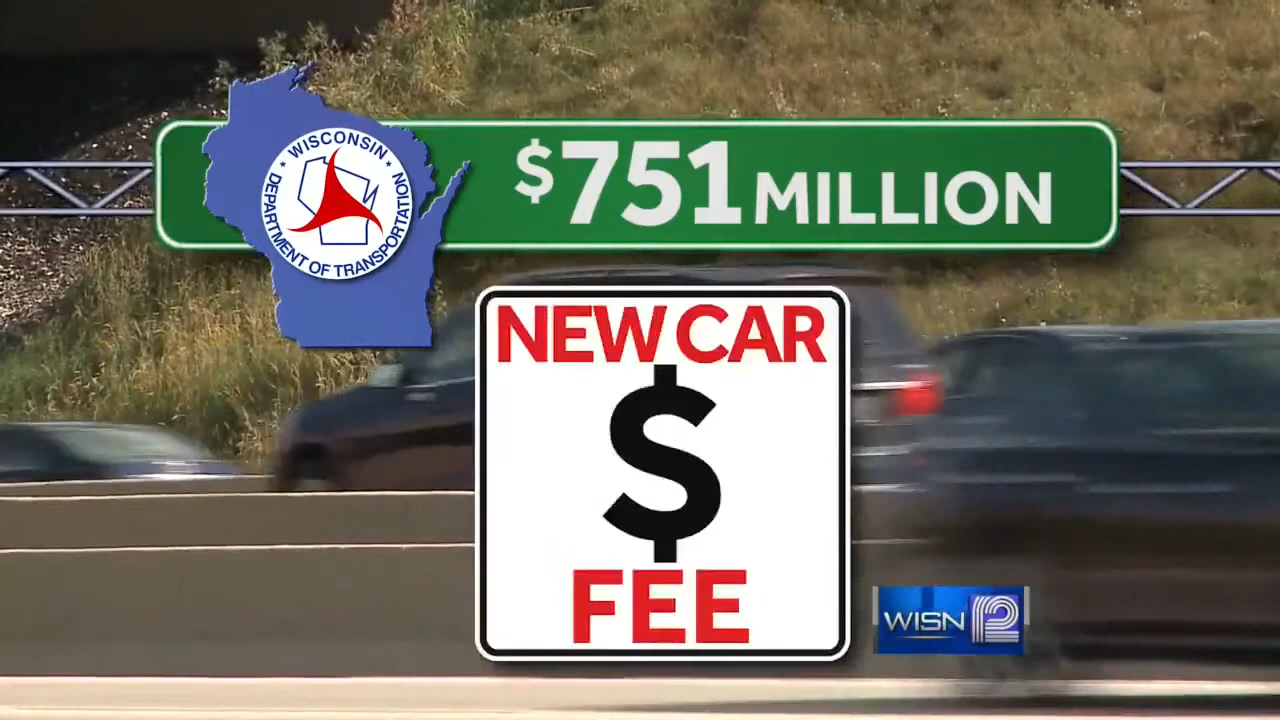 WISCONSIN
DEPARTMENT OF TRANSPORTATION
$751 MILLION
NEW CAR
$
FEE
WISN 12